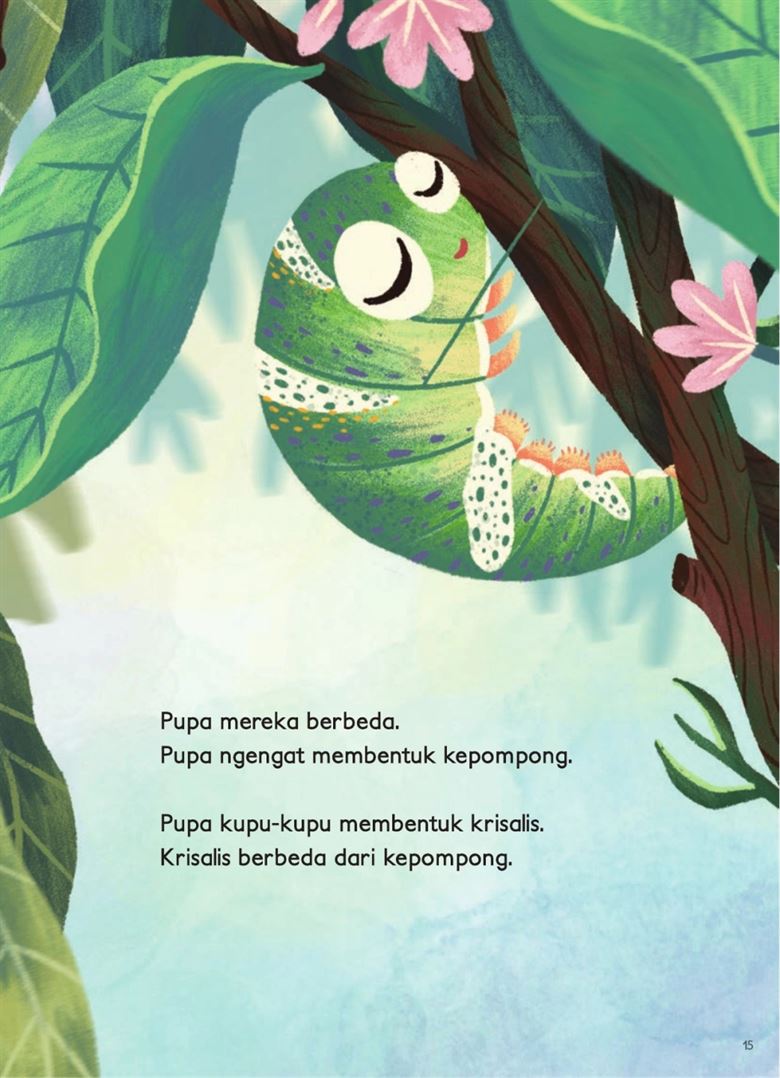 Pupa mereka berbeda.
Pupa ngengat membentuk kepompong.
Pupa kupu-kupu membentuk krisalis.
Krisalis berbeda dari kepompong.
15